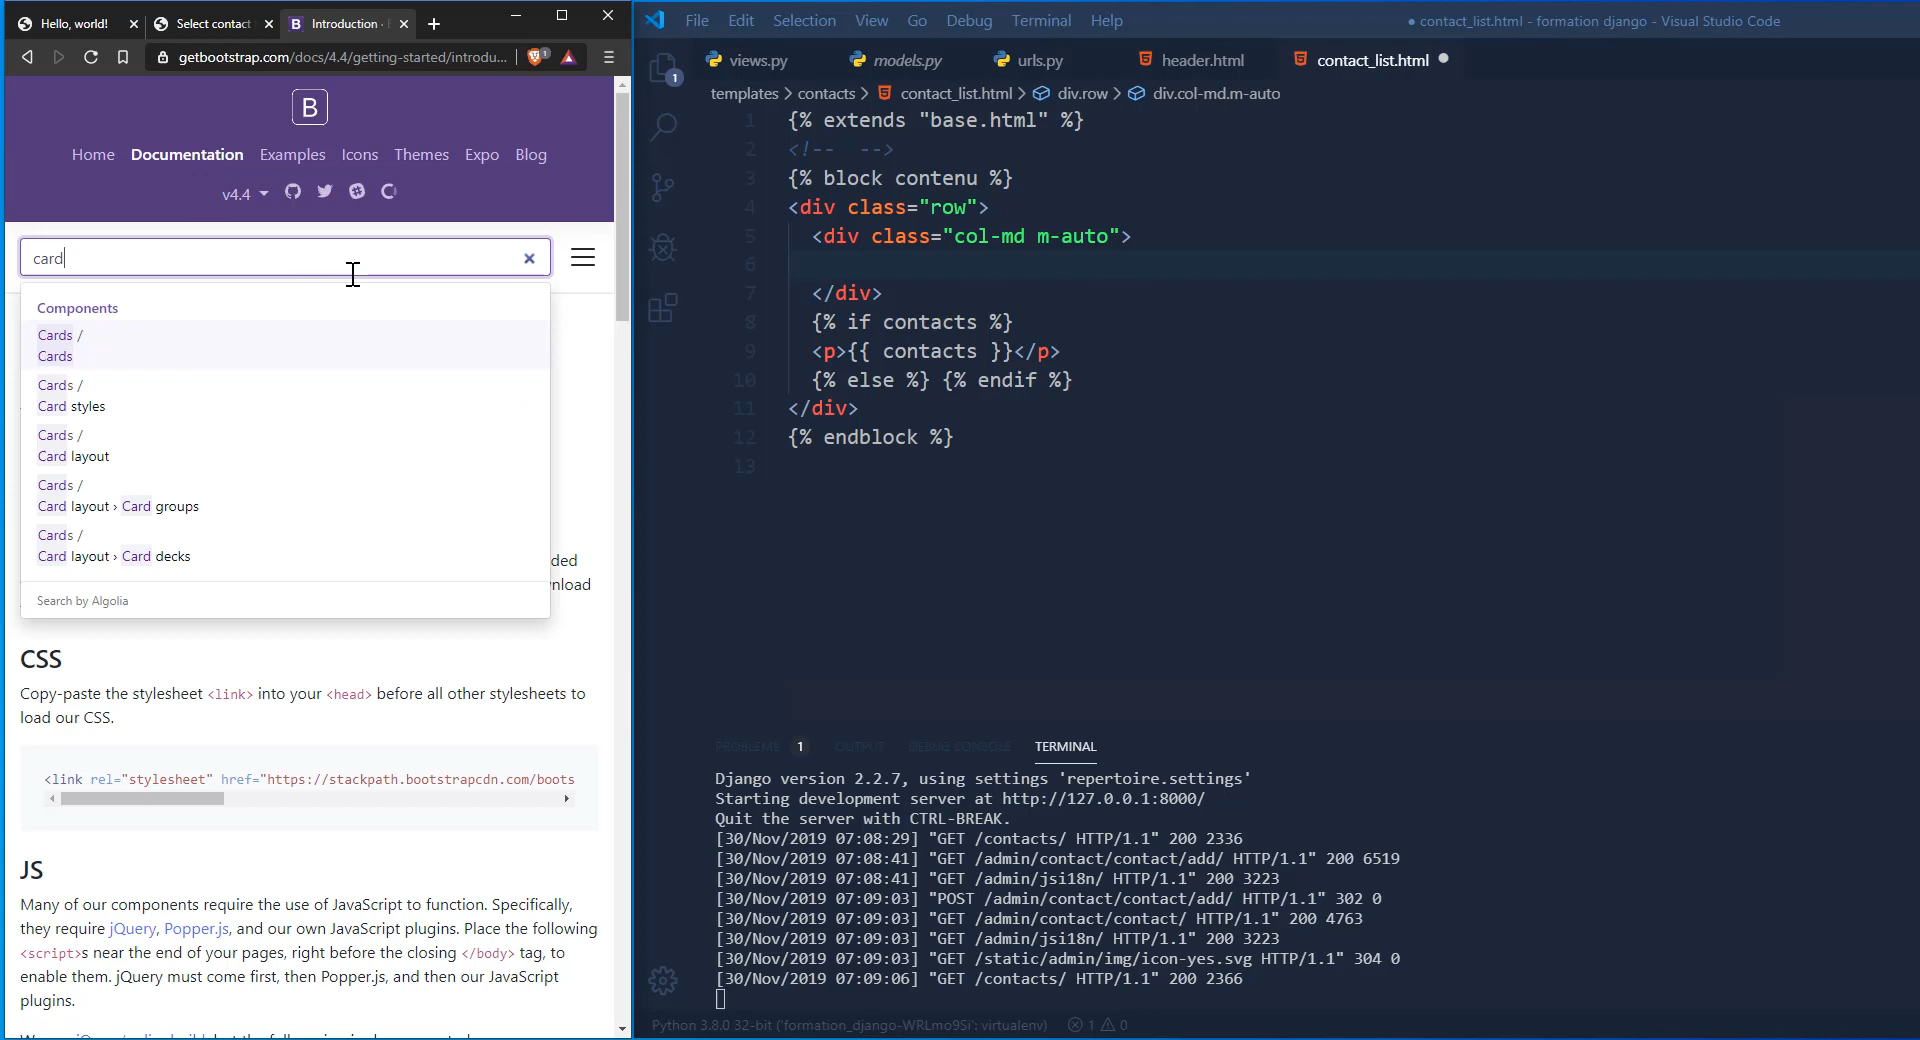 Hello, world!
Select contact
Introduction ·
getbootstrap.com/docs/4.4/getting-started/introdu...
1
B
Home Documentation Examples Icons Themes Expo Blog
v4.4
card
Components
Cards /
Cards
Cards /
Card styles
Cards /
Card layout
Cards /
Card layout › Card groups
Cards /
Card layout › Card decks
Search by Algolia
CSS
Copy-paste the stylesheet <link> into your <head> before all other stylesheets to
load our CSS.
<link rel="stylesheet" href="https://stackpath.bootstrapcdn.com/boots
JS
Many of our components require the use of JavaScript to function. Specifically,
they require jQuery, Popper.js, and our own JavaScript plugins. Place the following
<script>s near the end of your pages, right before the closing </body> tag, to
enable them. jQuery must come first, then Popper.js, and then our JavaScript
plugins.
File Edit Selection View Go Debug Terminal Help
● contact_list.html - formation django - Visual Studio Code
1
views.py models.py urls.py header.html contact_list.html
templates > contacts > contact_list.html > div.row > div.col-md.m-auto
1 {% extends "base.html" %}
2 <!-- -->
3 {% block contenu %}
4 <div class="row">
5 <div class="col-md m-auto">
6
7 </div>
8 {% if contacts %}
9 <p>{{ contacts }}</p>
10 {% else %} {% endif %}
11 </div>
12 {% endblock %}
13
PROBLEMS 1 OUTPUT DEBUG CONSOLE TERMINAL
Django version 2.2.7, using settings 'repertoire.settings'
Starting development server at http://127.0.0.1:8000/
Quit the server with CTRL-BREAK.
[30/Nov/2019 07:08:29] "GET /contacts/ HTTP/1.1" 200 2336
[30/Nov/2019 07:08:41] "GET /admin/contact/contact/add/ HTTP/1.1" 200 6519
[30/Nov/2019 07:08:41] "GET /admin/jsi18n/ HTTP/1.1" 200 3223
[30/Nov/2019 07:09:03] "POST /admin/contact/contact/add/ HTTP/1.1" 302 0
[30/Nov/2019 07:09:03] "GET /admin/contact/contact/ HTTP/1.1" 200 4763
[30/Nov/2019 07:09:03] "GET /admin/jsi18n/ HTTP/1.1" 200 3223
[30/Nov/2019 07:09:03] "GET /static/admin/img/icon-yes.svg HTTP/1.1" 304 0
[30/Nov/2019 07:09:06] "GET /contacts/ HTTP/1.1" 200 2366
Python 3.8.0 32-bit ('formation_django-WRLmo9Si': virtualenv) 1 0